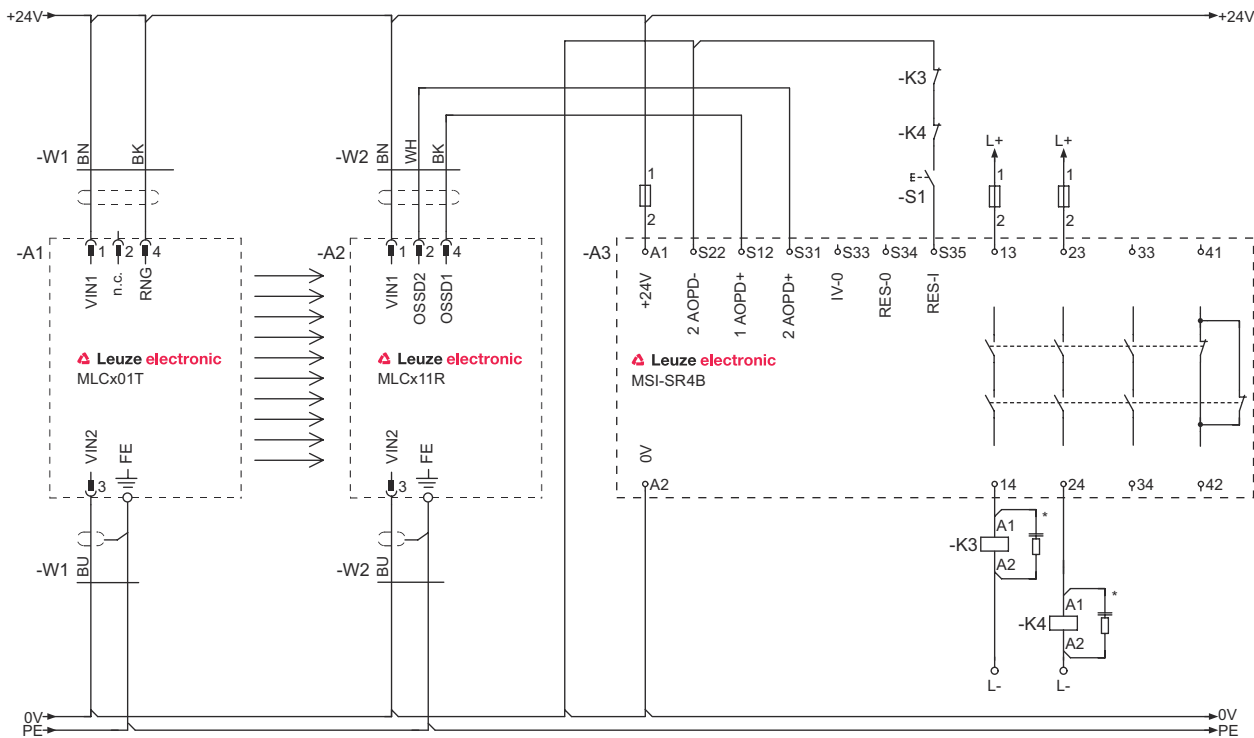 +24V
+24V
-K3
-K4
E
-S1
L+
L+
1
2
1
2
1
2
-W1
BN
BK
-W2
BN
WH
BK
-A1
1
2
4
VIN1
n.c.
RNG
-A2
1
2
4
VIN1
OSSD2
OSSD1
-A3
A1
S22
S12
S31
S33
S34
S35
13
23
33
41
+24V
2 AOPD-
1 AOPD+
2 AOPD+
IV-0
RES-0
RES-I
Leuze electronic
MLCx01T
Leuze electronic
MLCx11R
Leuze electronic
MSI-SR4B
VIN2
FE
VIN2
FE
0V
3
3
A2
14
24
34
42
-W1
BU
-W2
BU
-K3
A1
A2
*
-K4
A1
A2
*
L-
L-
0V
0V
PE
PE